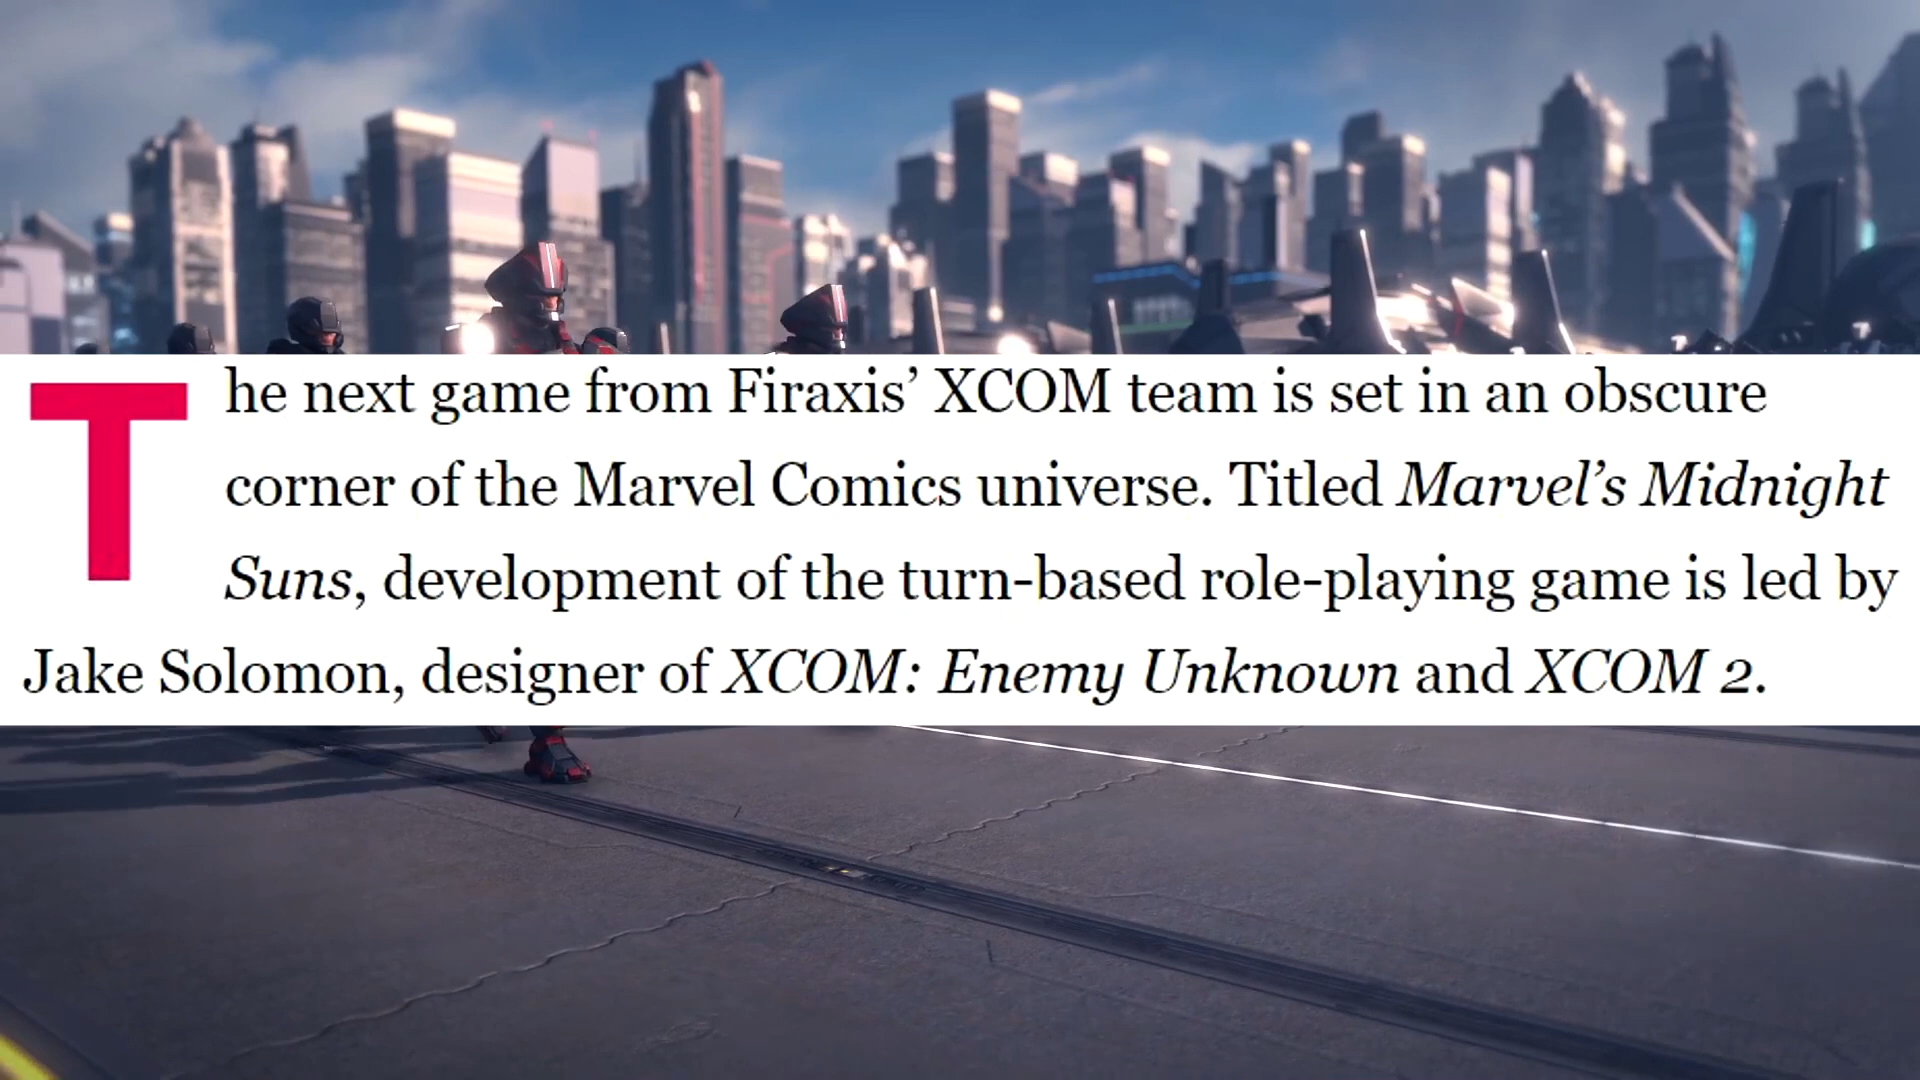 The next game from Firaxis’ XCOM team is set in an obscure
corner of the Marvel Comics universe. Titled Marvel’s Midnight
Suns, development of the turn-based role-playing game is led by
Jake Solomon, designer of XCOM: Enemy Unknown and XCOM 2.